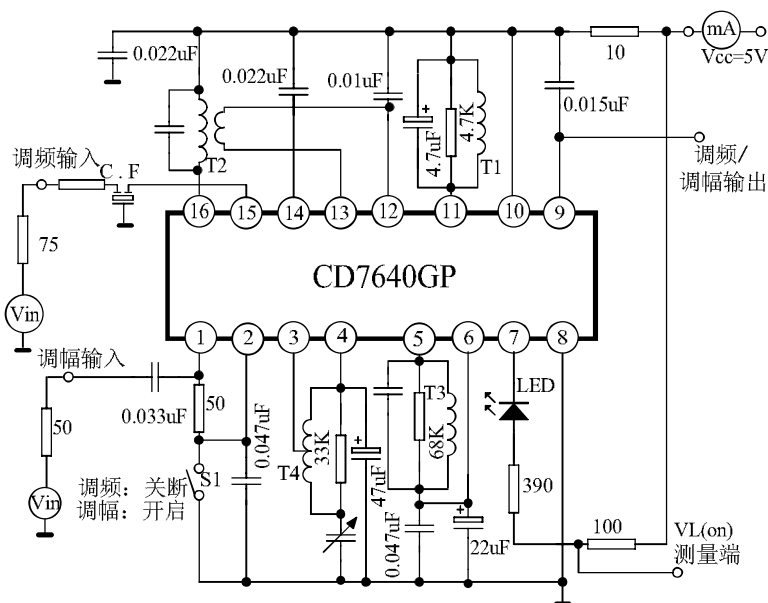 mA
0.022uF
10
Vcc=5V
0.022uF
0.01uF
0.015uF
4.7uF
4.7K
T1
T2
调频/
调幅输出
调频输入
C.F
16
15
14
13
12
11
10
9
75
CD7640GP
Vin
1
2
3
4
5
6
7
8
调幅输入
LED
T3
0.033uF
50
50
0.047uF
33K
68K
T4
S1
47uF
390
调频：关断
调幅：开启
Vin
0.047uF
22uF
100
VL(on)
测量端